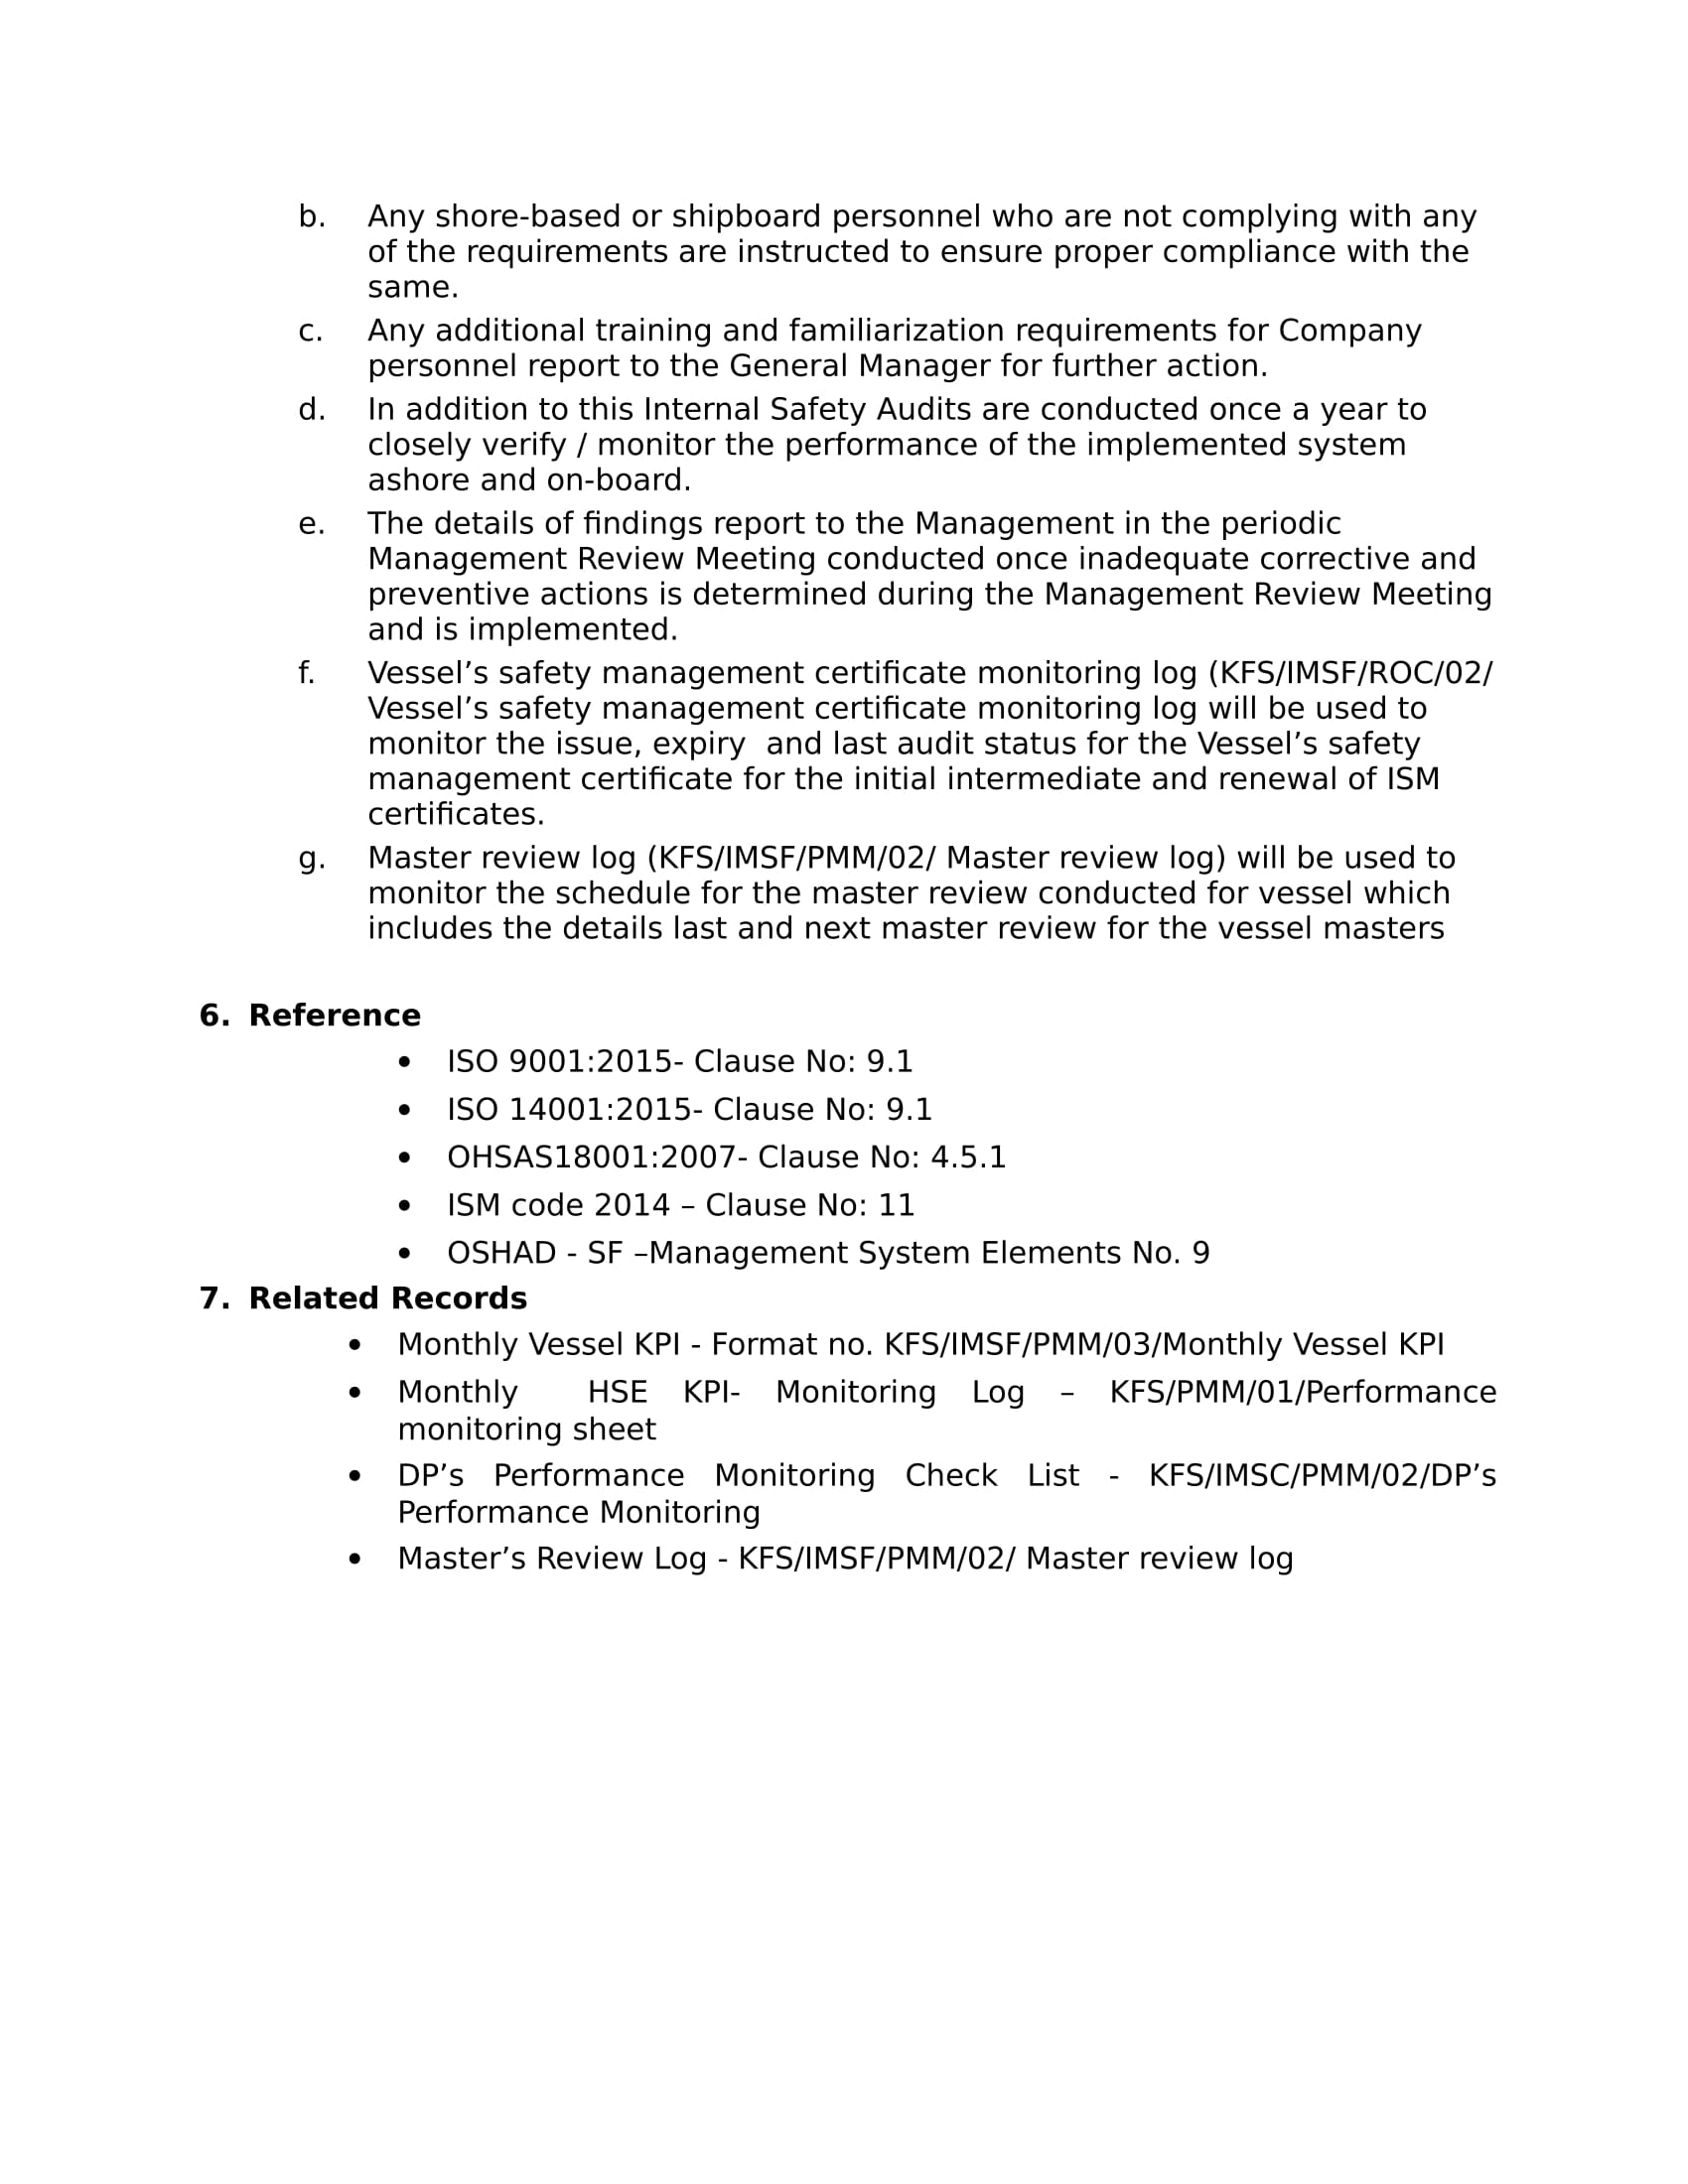 b. Any shore-based or shipboard personnel who are not complying with any
of the requirements are instructed to ensure proper compliance with the
same.
c. Any additional training and familiarization requirements for Company
personnel report to the General Manager for further action.
d. In addition to this Internal Safety Audits are conducted once a year to
closely verify / monitor the performance of the implemented system
ashore and on-board.
e. The details of findings report to the Management in the periodic
Management Review Meeting conducted once inadequate corrective and
preventive actions is determined during the Management Review Meeting
and is implemented.
f. Vessel’s safety management certificate monitoring log (KFS/IMSF/ROC/02/
Vessel’s safety management certificate monitoring log will be used to
monitor the issue, expiry  and last audit status for the Vessel’s safety
management certificate for the initial intermediate and renewal of ISM
certificates.
g. Master review log (KFS/IMSF/PMM/02/ Master review log) will be used to
monitor the schedule for the master review conducted for vessel which
includes the details last and next master review for the vessel masters
6. Reference
• ISO 9001:2015- Clause No: 9.1
• ISO 14001:2015- Clause No: 9.1
• OHSAS18001:2007- Clause No: 4.5.1
• ISM code 2014 – Clause No: 11
• OSHAD - SF –Management System Elements No. 9
7. Related Records
• Monthly Vessel KPI - Format no. KFS/IMSF/PMM/03/Monthly Vessel KPI
• Monthly  HSE KPI- Monitoring Log – KFS/PMM/01/Performance
monitoring sheet
• DP’s Performance Monitoring Check List - KFS/IMSC/PMM/02/DP’s
Performance Monitoring
• Master’s Review Log - KFS/IMSF/PMM/02/ Master review log